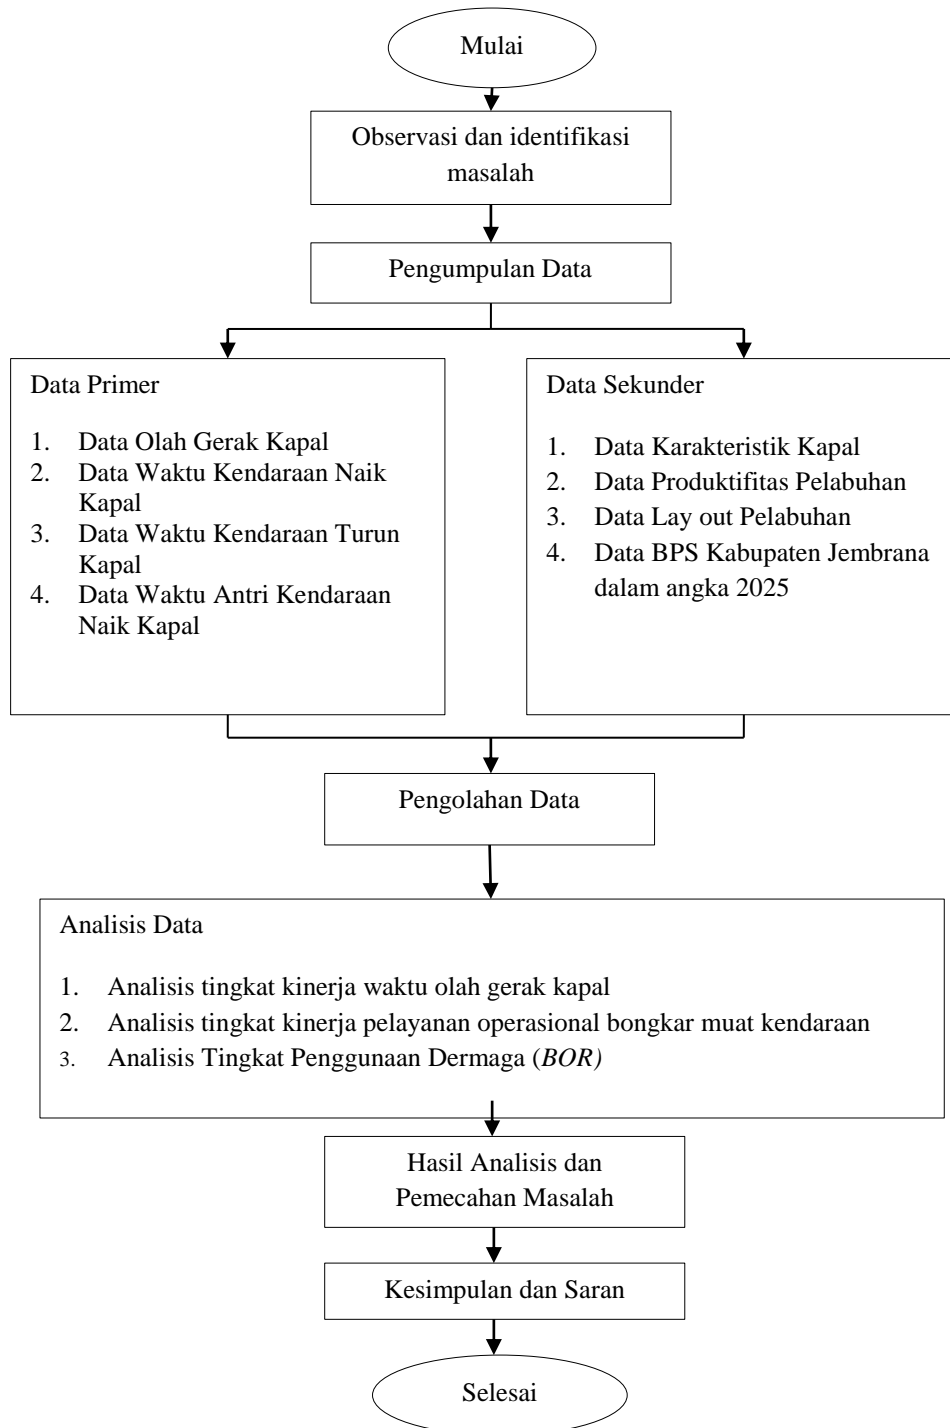 Mulai
Observasi dan identifikasi
masalah
Pengumpulan Data
Data Primer
1. Data Olah Gerak Kapal
2. Data Waktu Kendaraan Naik
Kapal
3. Data Waktu Kendaraan Turun
Kapal
4. Data Waktu Antri Kendaraan
Naik Kapal
Data Sekunder
1. Data Karakteristik Kapal
2. Data Produktifitas Pelabuhan
3. Data Lay out Pelabuhan
4. Data BPS Kabupaten Jembrana
dalam angka 2025
Pengolahan Data
Analisis Data
1. Analisis tingkat kinerja waktu olah gerak kapal
2. Analisis tingkat kinerja pelayanan operasional bongkar muat kendaraan
3. Analisis Tingkat Penggunaan Dermaga (BOR)
Hasil Analisis dan
Pemecahan Masalah
Kesimpulan dan Saran
Selesai